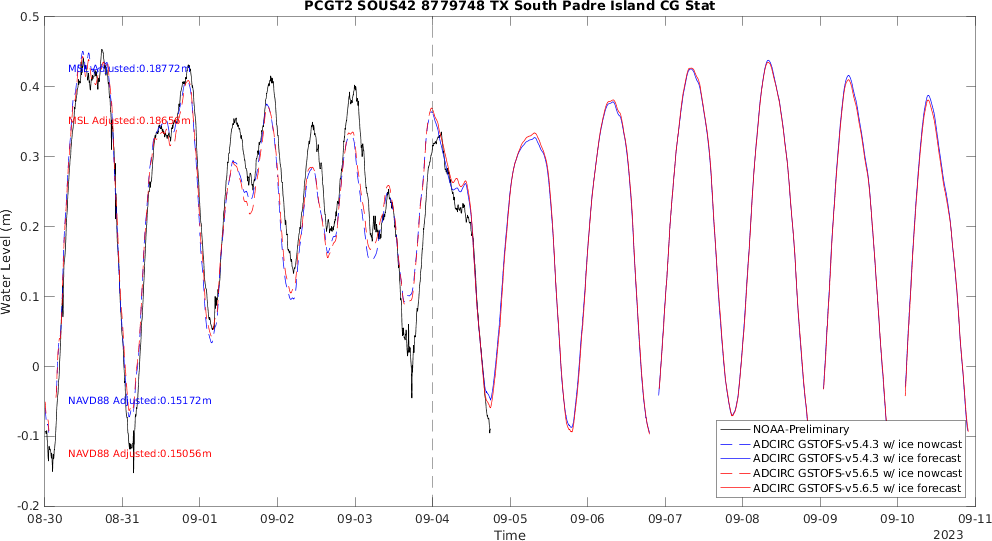 PCGT2 SOUS42 8779748 TX South Padre Island CG Stat
Water Level (m)
0.5
0.4
0.3
0.2
0.1
0
-0.1
-0.2
MSL Adjusted:0.18772m
MSL Adjusted:0.18656m
NAVD88 Adjusted:0.15172m
NAVD88 Adjusted:0.15056m
NOAA-Preliminary
ADCIRC GSTOFS-v5.4.3 w/ ice nowcast
ADCIRC GSTOFS-v5.4.3 w/ ice forecast
ADCIRC GSTOFS-v5.6.5 w/ ice nowcast
ADCIRC GSTOFS-v5.6.5 w/ ice forecast
08-30 08-31 09-01 09-02 09-03 09-04 09-05 09-06 09-07 09-08 09-09 09-10 09-11
Time
2023